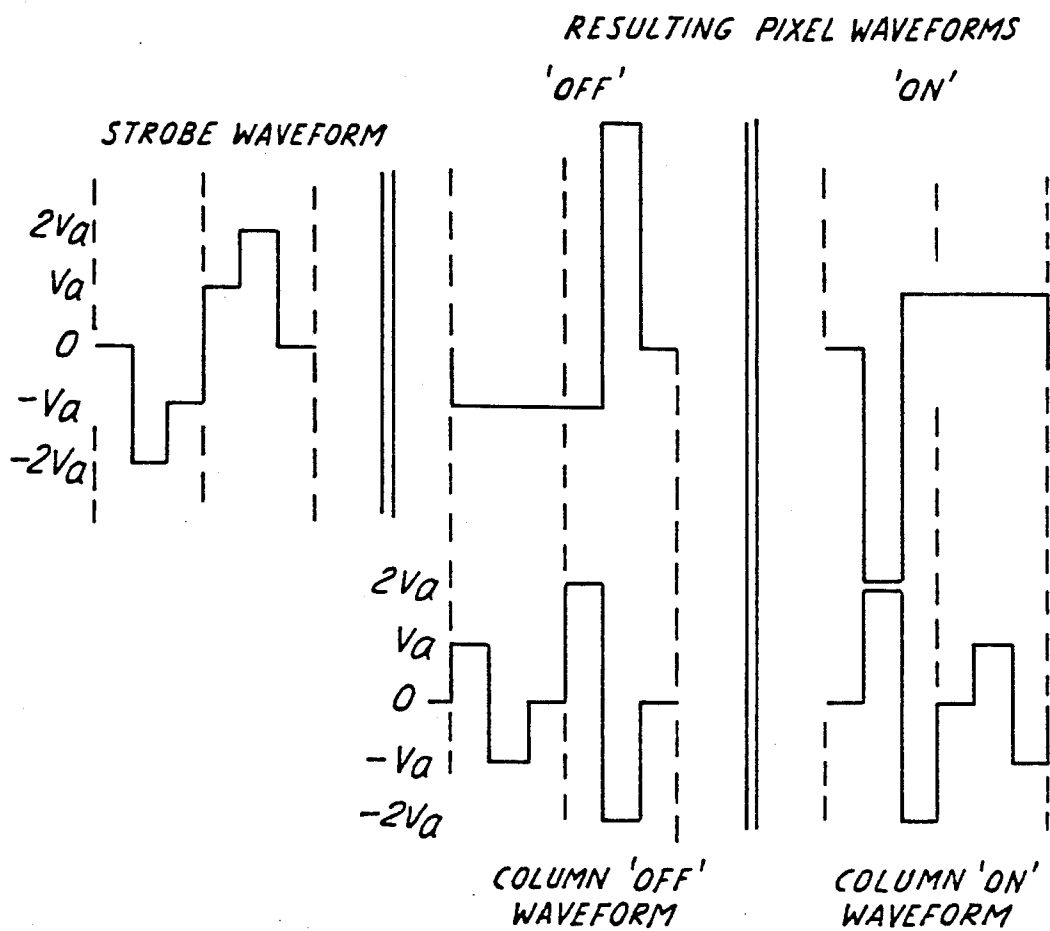 RESULTING PIXEL WAVEFORMS
'OFF'
'ON'
STROBE WAVEFORM
2Va
Va
0
-Va
-2Va
2Va
Va
0
-Va
-2Va
COLUMN 'OFF'
WAVEFORM
COLUMN 'ON'
WAVEFORM